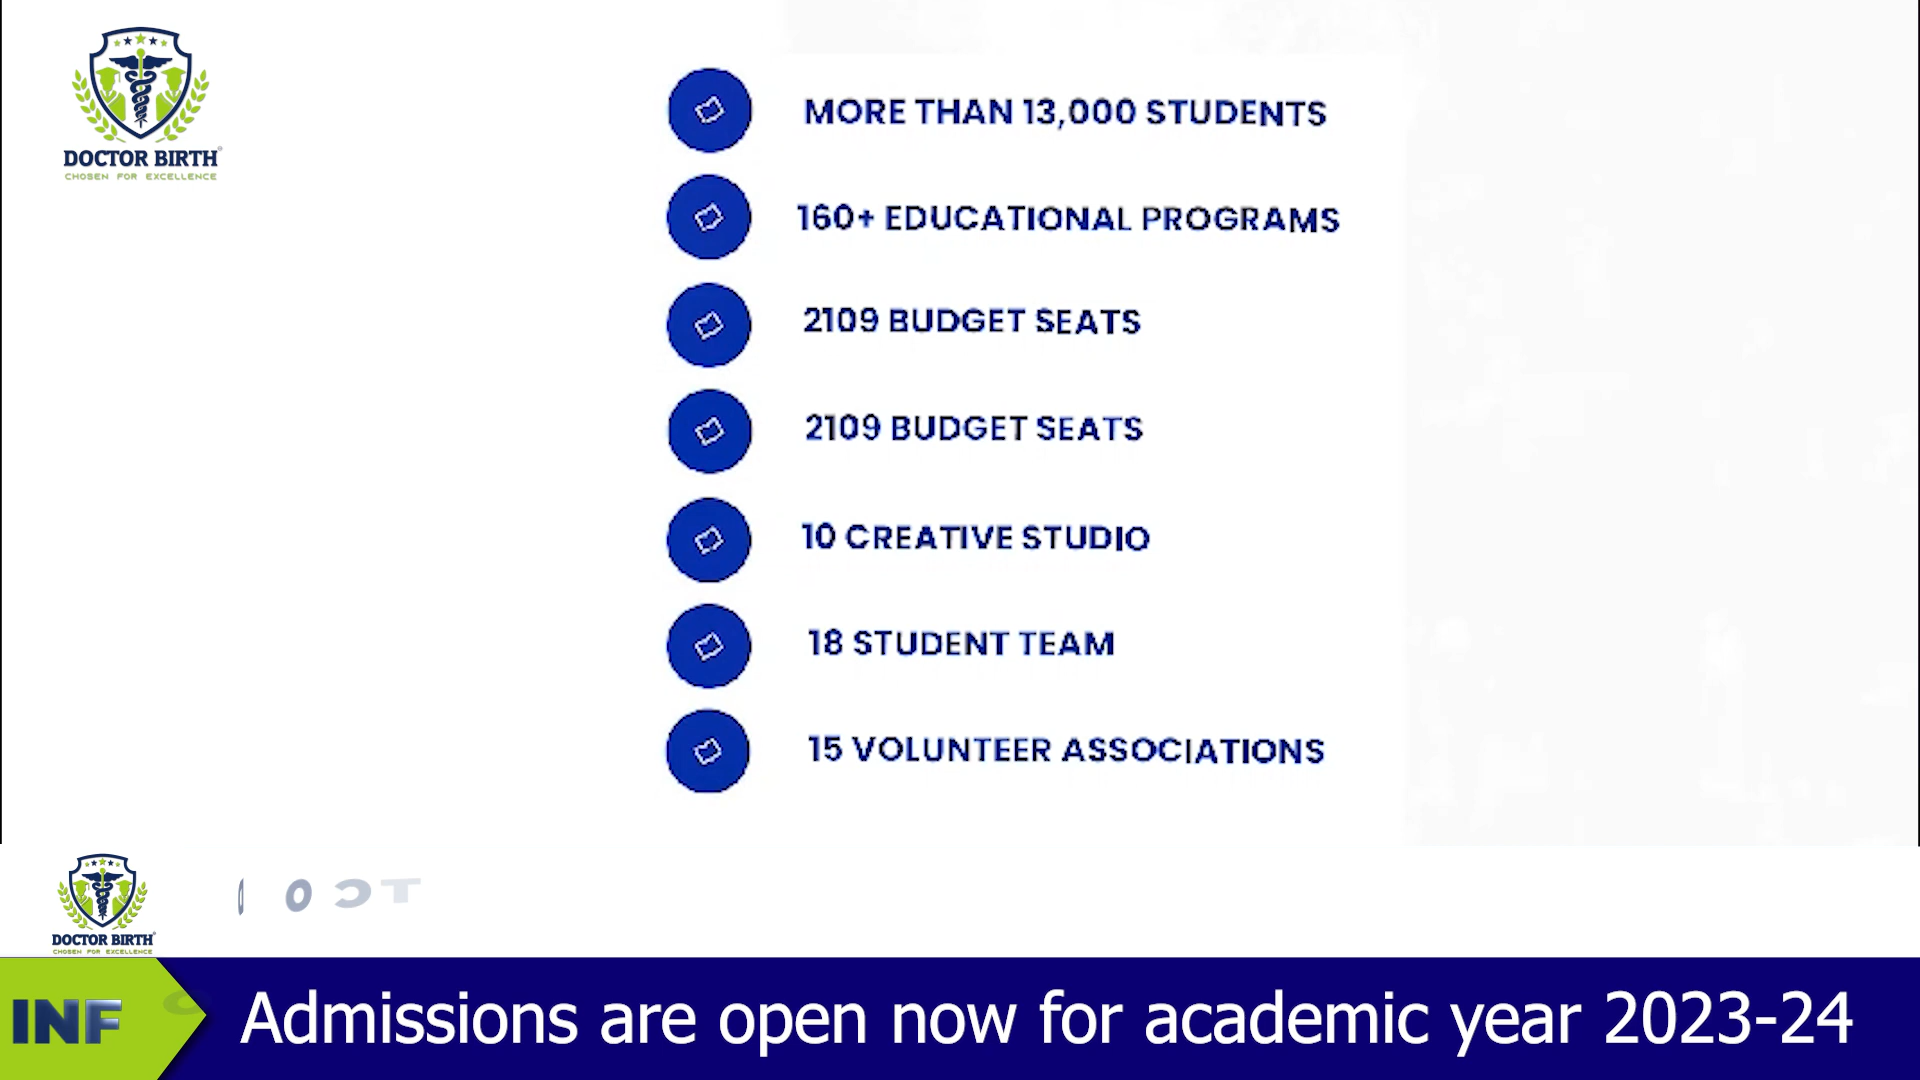 DOCTOR BIRTH
CHOSEN FOR EXCELLENCE
MORE THAN 13,000 STUDENTS
160+ EDUCATIONAL PROGRAMS
2109 BUDGET SEATS
2109 BUDGET SEATS
10 CREATIVE STUDIO
18 STUDENT TEAM
15 VOLUNTEER ASSOCIATIONS
DOCTOR BIRTH
CHOSEN FOR EXCELLENCE
INF
Admissions are open now for academic year 2023-24